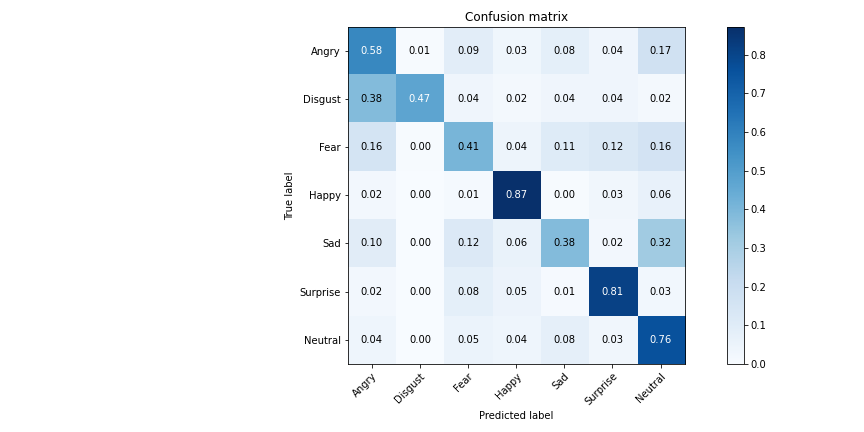 Confusion matrix
Angry 0.58 0.01 0.09 0.03 0.08 0.04 0.17
Disgust 0.38 0.47 0.04 0.02 0.04 0.04 0.02
Fear 0.16 0.00 0.41 0.04 0.11 0.12 0.16
Happy 0.02 0.00 0.01 0.87 0.00 0.03 0.06
Sad 0.10 0.00 0.12 0.06 0.38 0.02 0.32
Surprise 0.02 0.00 0.08 0.05 0.01 0.81 0.03
Neutral 0.04 0.00 0.05 0.04 0.08 0.03 0.76
True label
Angry Disgust Fear Happy Sad Surprise Neutral
Predicted label
0.8
0.7
0.6
0.5
0.4
0.3
0.2
0.1
0.0